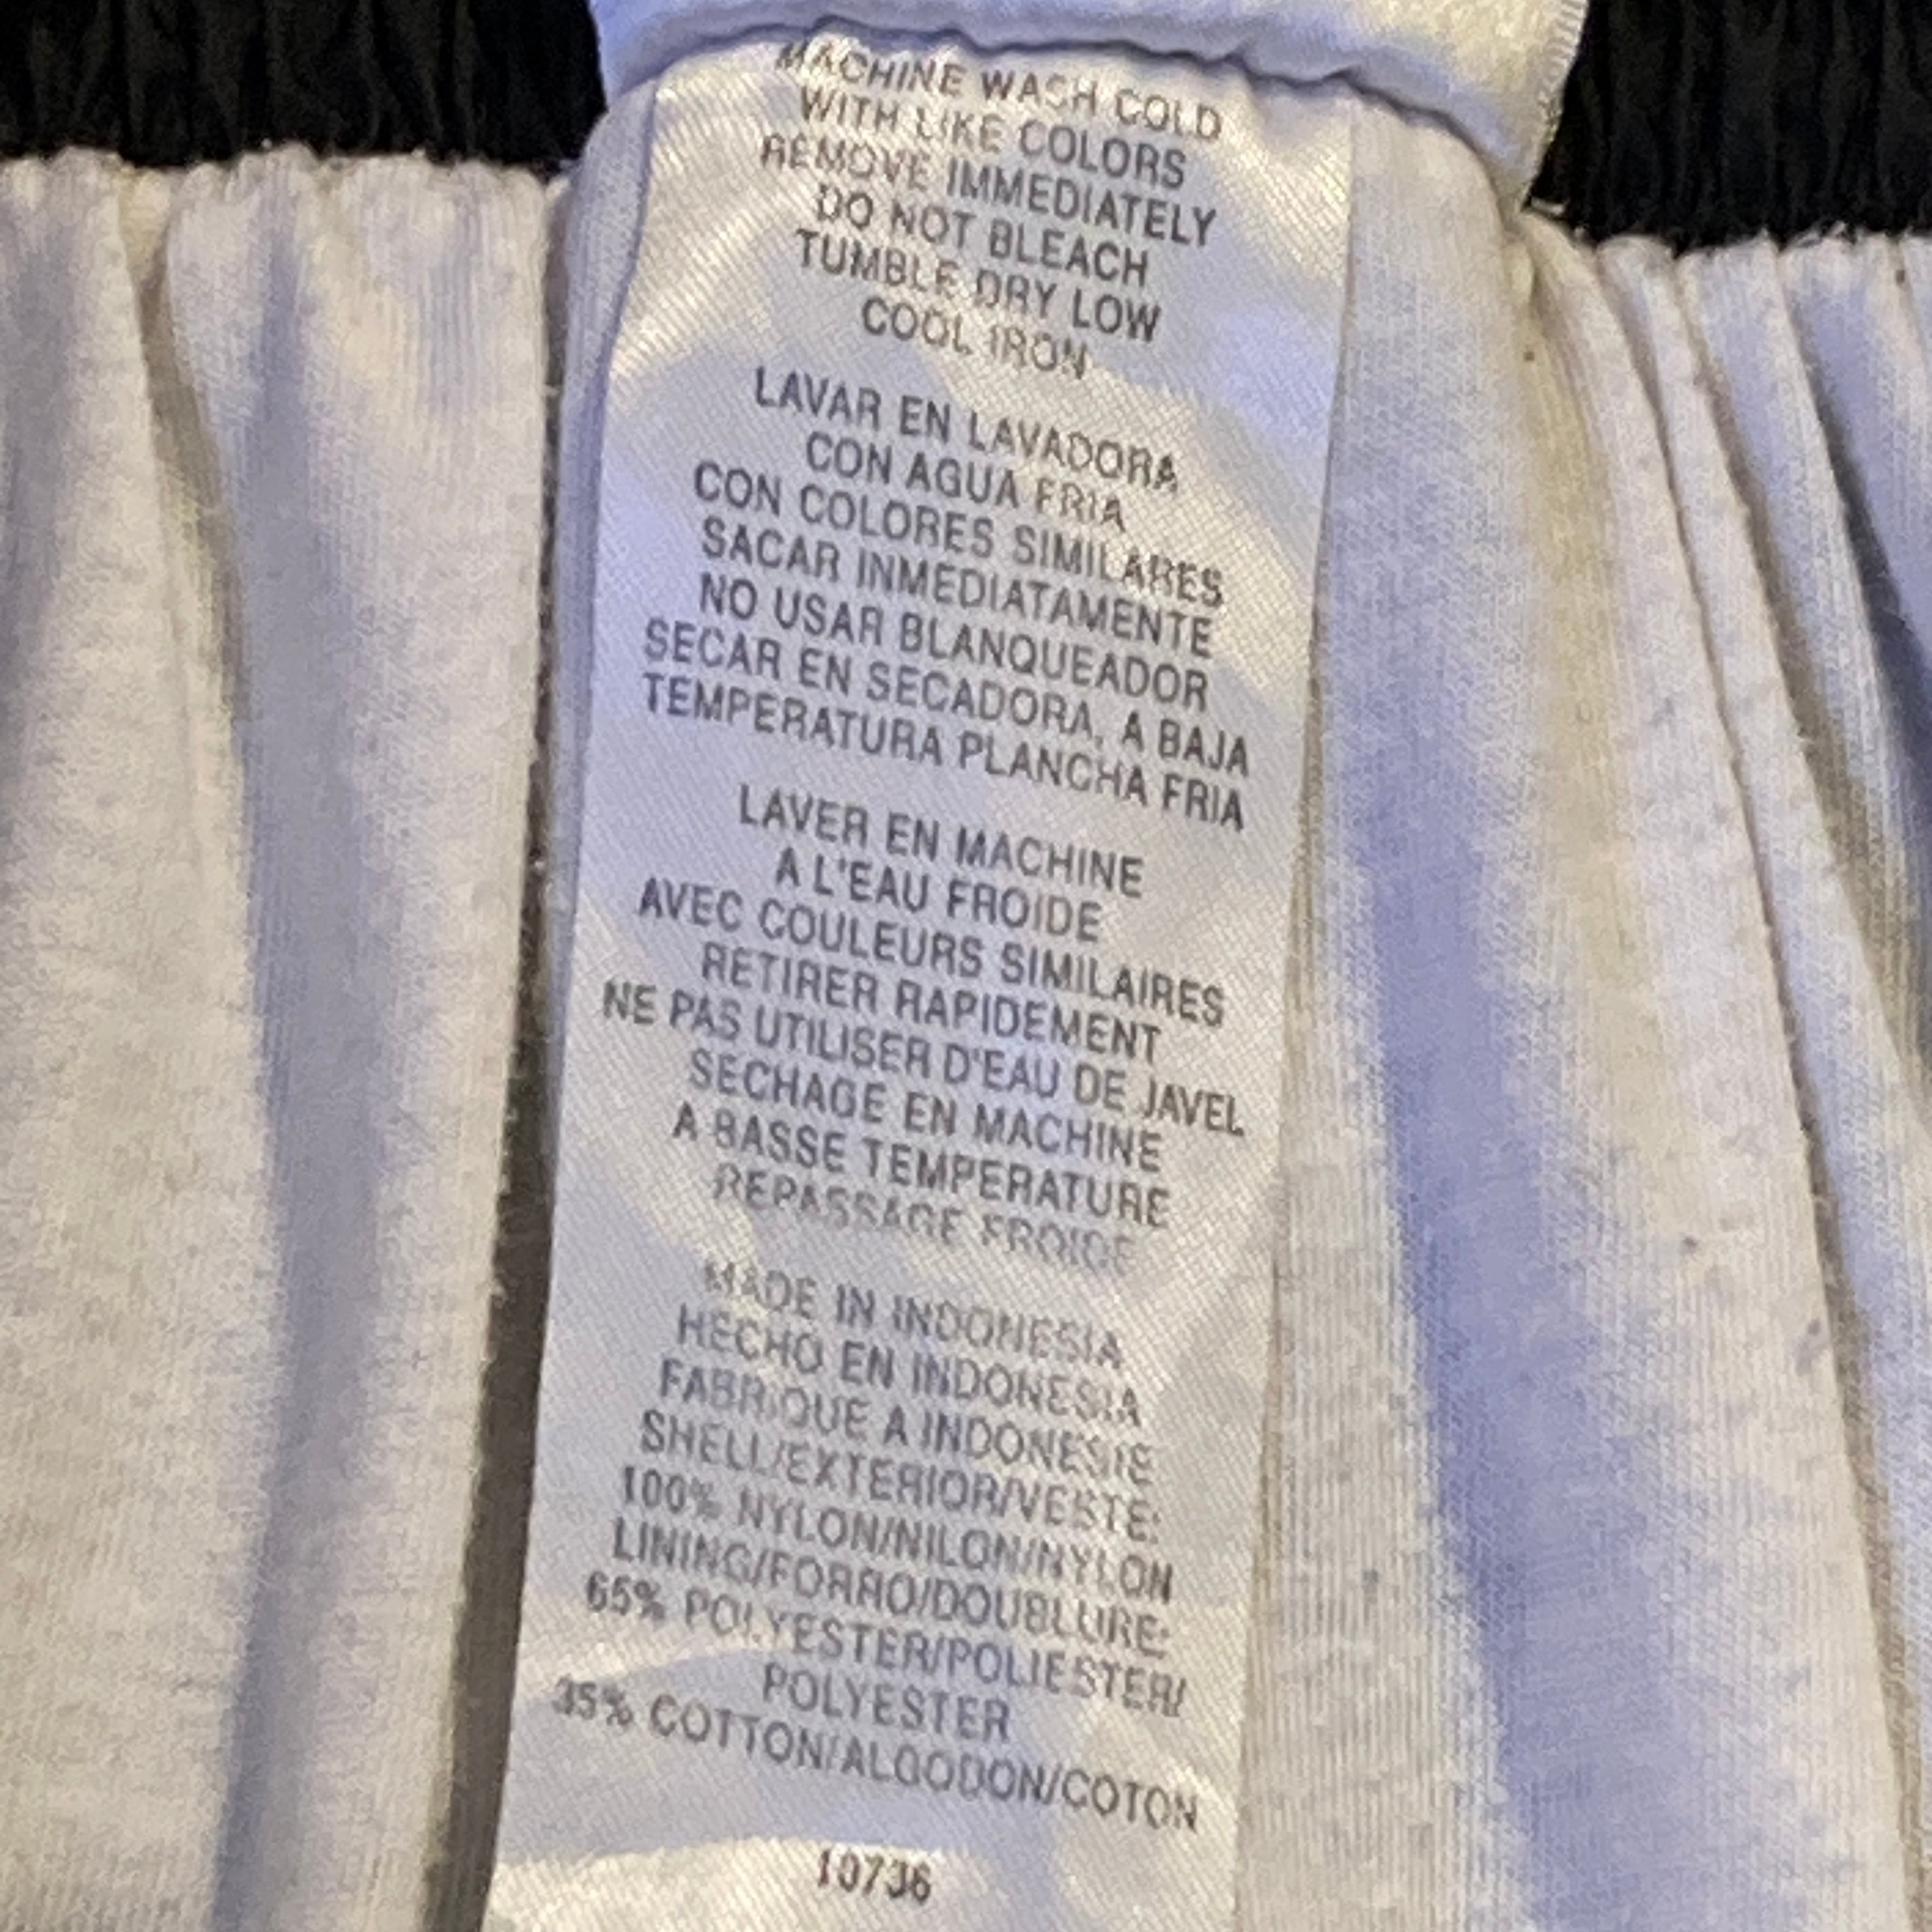 MACHINE WASH COLD
WITH LIKE COLORS
REMOVE IMMEDIATELY
DO NOT BLEACH
TUMBLE DRY LOW
COOL IRON
LAVAR EN LAVADORA
CON AGUA FRIA
CON COLORES SIMILARES
SACAR INMEDIATAMENTE
NO USAR BLANQUEADOR
SECAR EN SECADORA, A BAJA
TEMPERATURA PLANCHA FRIA
LAVER EN MACHINE
A L'EAU FROIDE
AVEC COULEURS SIMILAIRES
RETIRER RAPIDEMENT
NE PAS UTILISER D'EAU DE JAVEL
SECHAGE EN MACHINE
A BASSE TEMPERATURE
REPASSAGE FROIDE
MADE IN INDONESIA
HECHO EN INDONESIA
FABRIQUE A INDONESIE
SHELL/EXTERIOR/VESTE:
100% NYLON/NILON/NYLON
LINING/FORRO/DOUBLURE:
65% POLYESTER/POLIESTER/
POLYESTER
35% COTTON/ALGODON/COTON
10736